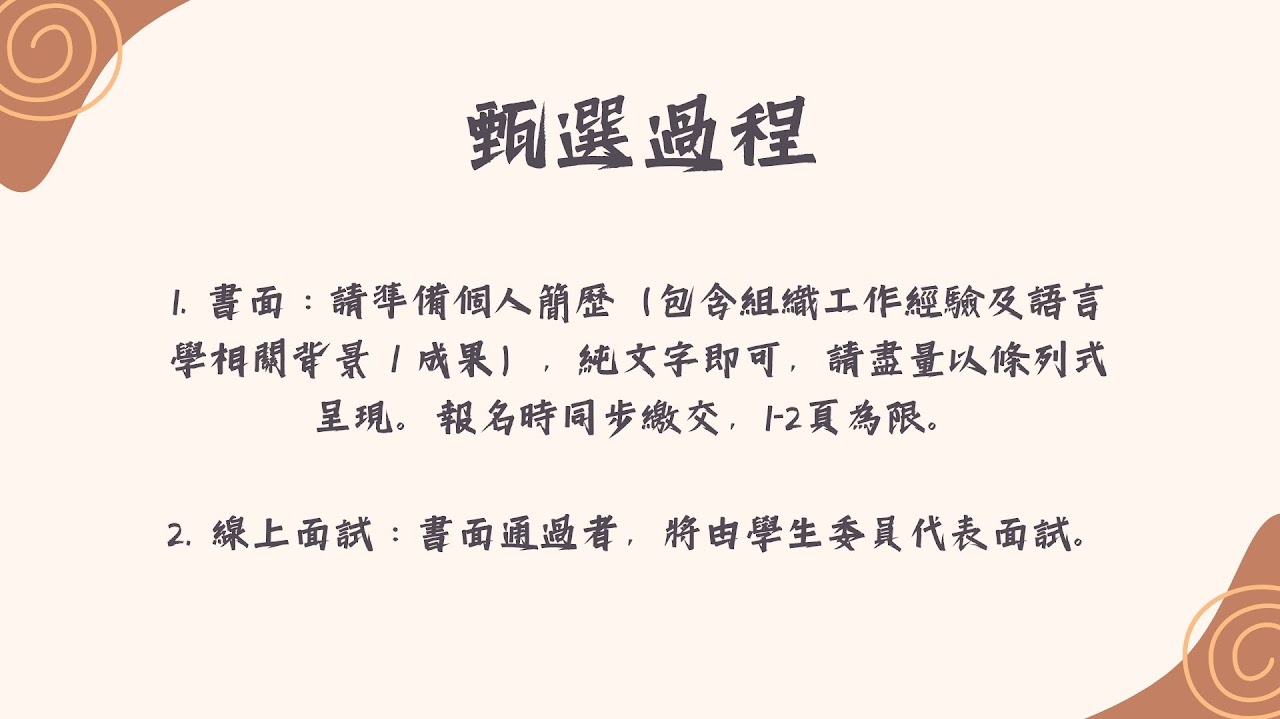 甄選過程
1. 書面：請準備個人簡歷（包含組織工作經驗及語言
學相關背景 / 成果），純文字即可，請盡量以條列式
呈現。報名時同步繳交，1-2頁為限。
2. 線上面試：書面通過者，將由學生委員代表面試。